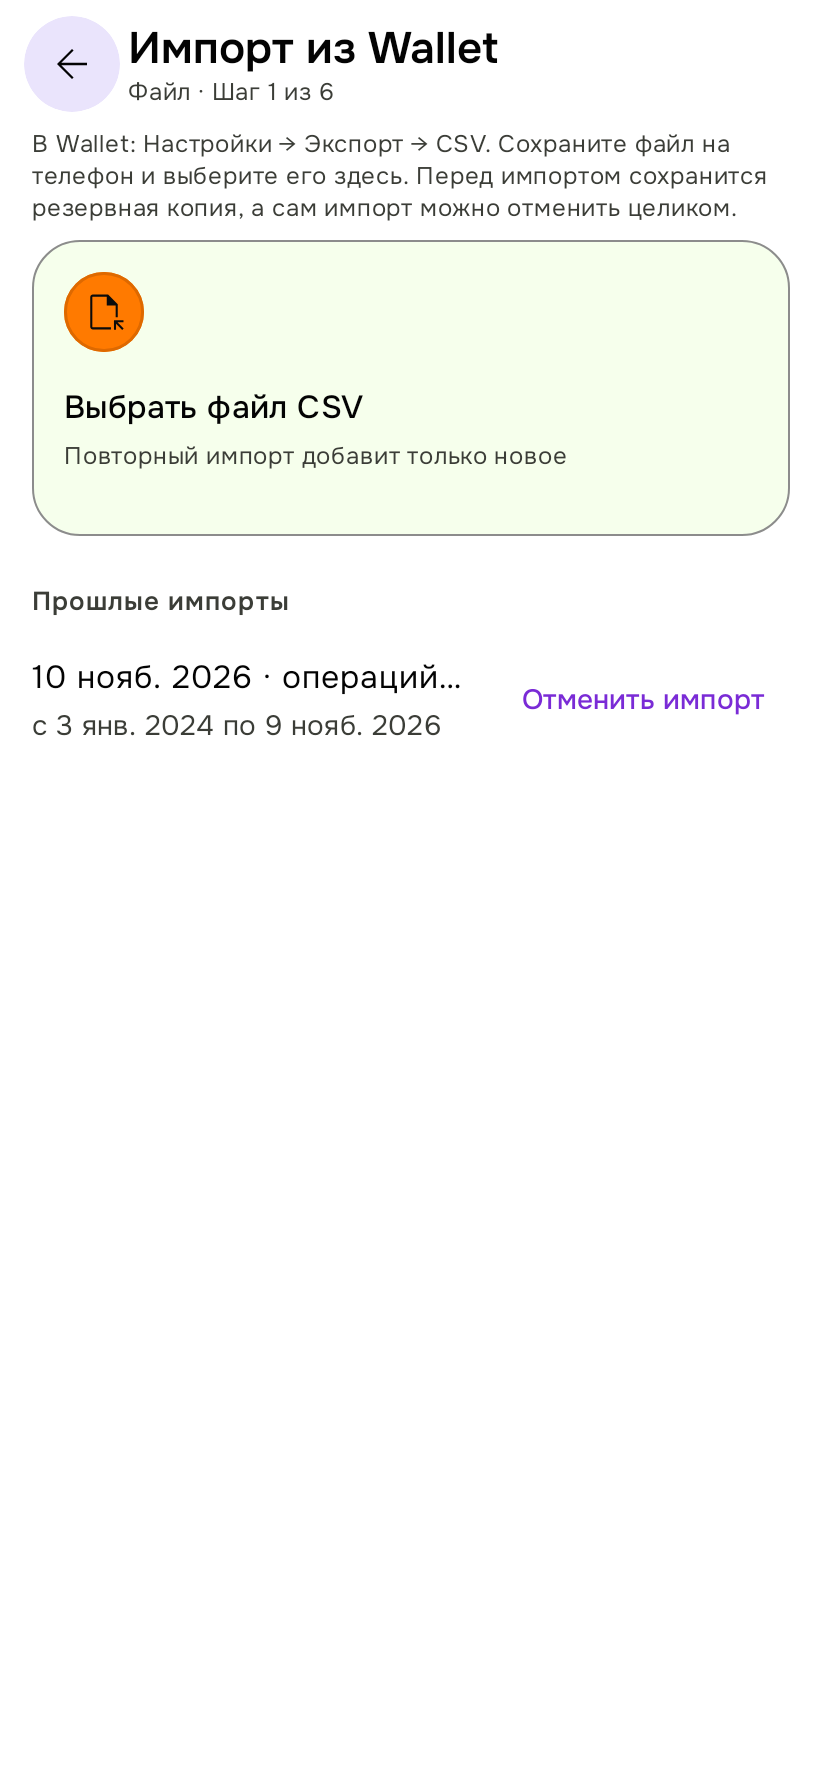 Импорт из Wallet
Файл · Шаг 1 из 6
В Wallet: Настройки → Экспорт → CSV. Сохраните файл на
телефон и выберите его здесь. Перед импортом сохранится
резервная копия, а сам импорт можно отменить целиком.
Выбрать файл CSV
Повторный импорт добавит только новое
Прошлые импорты
10 нояб. 2026 · операций…
с 3 янв. 2024 по 9 нояб. 2026
Отменить импорт